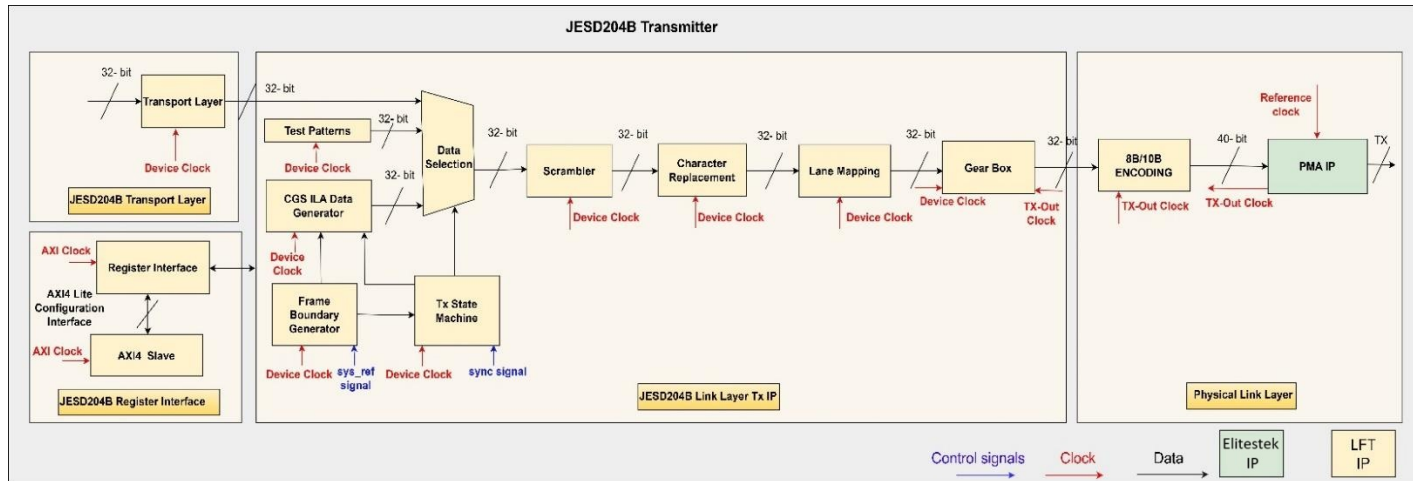 JESD204B Transmitter
32- bit
Transport Layer
Device Clock
JESD204B Transport Layer
AXI Clock
Register Interface
AXI4 Lite
Configuration
Interface
AXI Clock
AXI4 Slave
JESD204B Register Interface
32- bit
Test Patterns
32- bit
Device Clock
CGS ILA Data
Generator
32- bit
Device
Clock
Data
Selection
Frame
Boundary
Generator
Tx State
Machine
Device Clock
sys_ref
signal
Device Clock
sync signal
32-bit
Scrambler
Device Clock
32- bit
Character
Replacement
Device Clock
32-bit
Lane Mapping
Device Clock
32-bit
Device Clock
Gear Box
TX-Out
Clock
JESD204B Link Layer Tx IP
32-bit
8B/10B
ENCODING
TX-Out Clock
40-bit
TX-Out Clock
Reference
clock
PMA IP
TX
Physical Link Layer
Control signals
Clock
Data
Elitestek
IP
LFT
IP